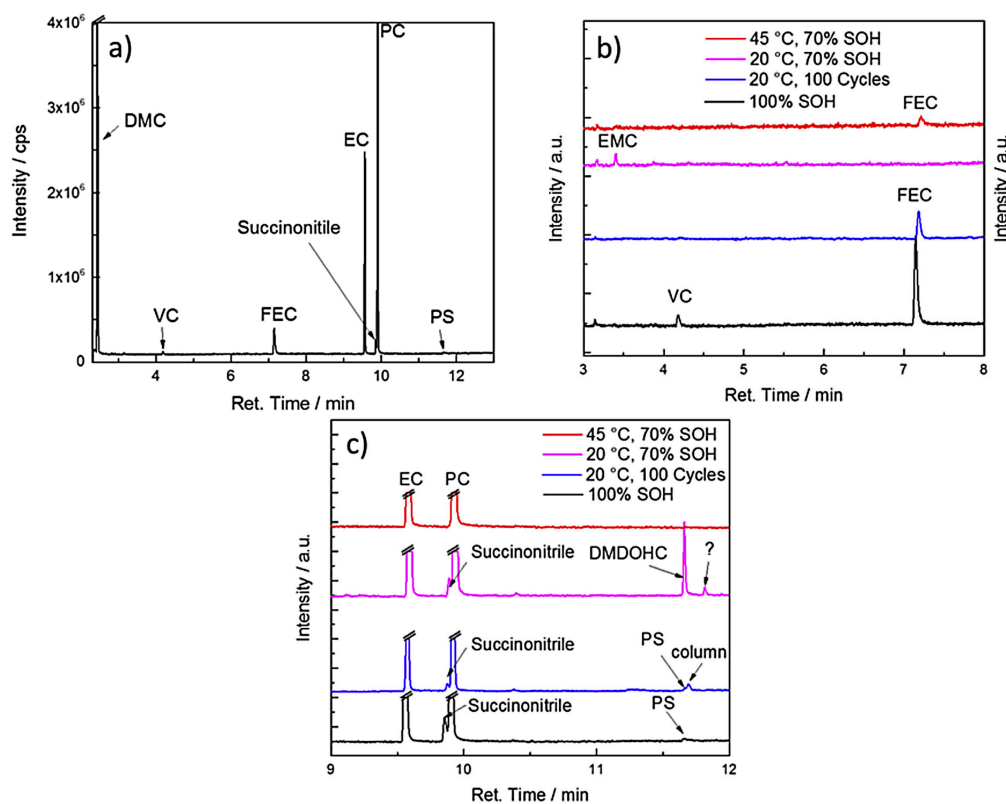 a)
4x10⁶
3x10⁶
2x10⁶
1x10⁶
0
Intensity / cps
DMC
VC
FEC
EC
PC
Succinonitile
PS
4 6 8 10 12
Ret. Time / min
b)
45 °C, 70% SOH
20 °C, 70% SOH
20 °C, 100 Cycles
100% SOH
Intensity / a.u.
Intensity / a.u.
FEC
EMC
FEC
VC
3 4 5 6 7 8
Ret. Time / min
c)
45 °C, 70% SOH
20 °C, 70% SOH
20 °C, 100 Cycles
100% SOH
Intensity / a.u.
EC PC
Succinonitrile
DMDOHC
?
Succinonitrile
PS
column
Succinonitrile
PS
9 10 11 12
Ret. Time / min